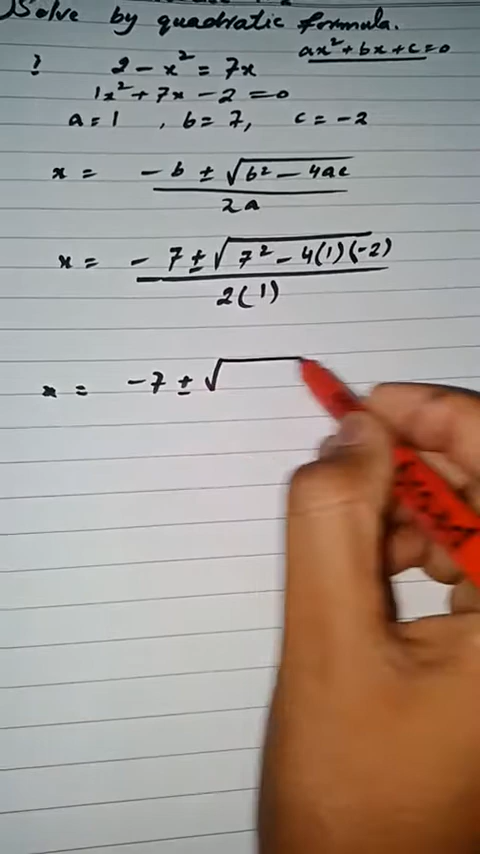 Solve by quadratic formula.
ax² + bx + c = 0
? 2 - x² = 7x
1x² + 7x - 2 = 0
a = 1 , b = 7, c = -2
x = -b ± √b² - 4ac
2a
x = -7 ± √7² - 4(1)(-2)
2(1)
x = -7 ± √